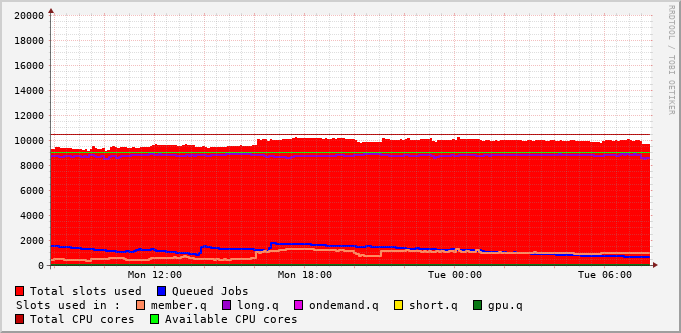 20000
18000
16000
14000
12000
10000
8000
6000
4000
2000
0
Mon 12:00 Mon 18:00 Tue 00:00 Tue 06:00
RRDTOOL / TOBI OETIKER
Total slots used Queued Jobs
Slots used in : member.q long.q ondemand.q short.q gpu.q
Total CPU cores Available CPU cores